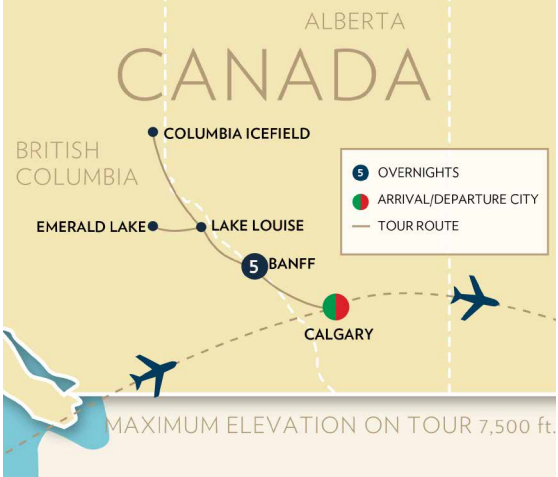 ALBERTA
CANADA
COLUMBIA ICEFIELD
BRITISH
COLUMBIA
5 OVERNIGHTS
ARRIVAL/DEPARTURE CITY
TOUR ROUTE
EMERALD LAKE
LAKE LOUISE
5 BANFF
CALGARY
MAXIMUM ELEVATION ON TOUR 7,500 ft.